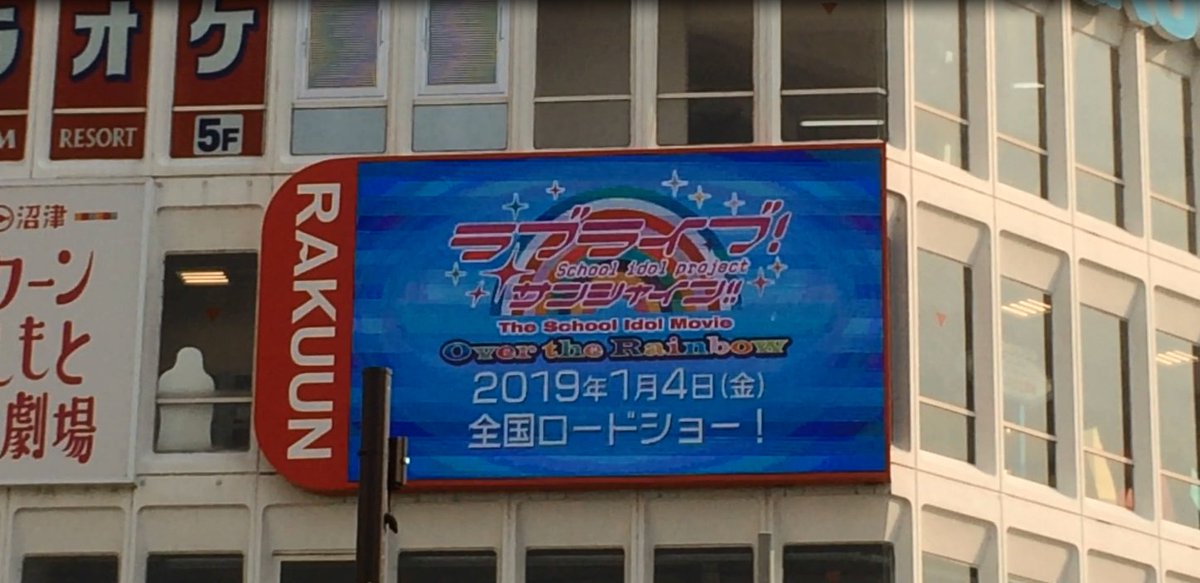 ラオケ
RESORT
5F
沼津
RAKUUN
ラブライブ!
School idol project
サンシャイン!!
The School Idol Movie
Over the Rainbow
2019年1月4日(金)
全国ロードショー!
ーン
もと
劇場